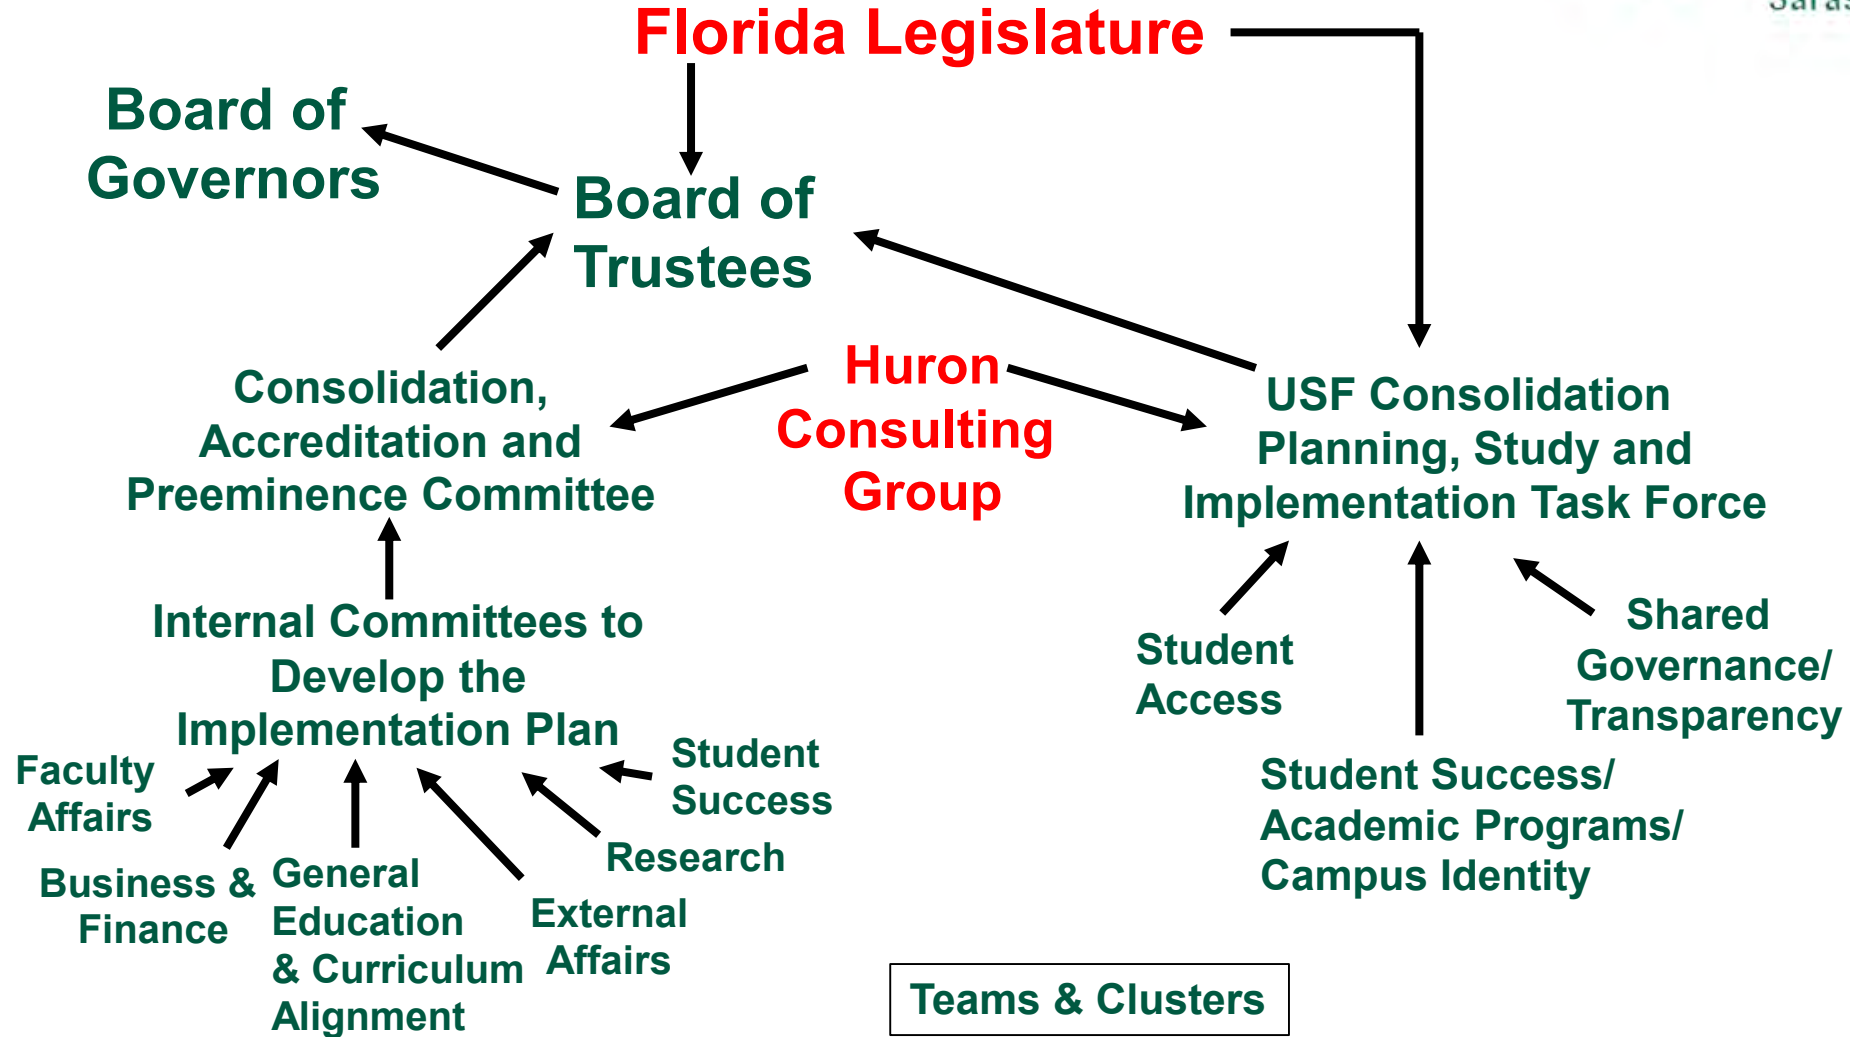 Saras
Florida Legislature
Board of
Governors
Board of
Trustees
Consolidation,
Accreditation and
Preeminence Committee
Huron
Consulting
Group
USF Consolidation
Planning, Study and
Implementation Task Force
Internal Committees to
Develop the
Implementation Plan
Student
Access
Shared
Governance/
Transparency
Student Success/
Academic Programs/
Campus Identity
Faculty
Affairs
Business &
Finance
General
Education
& Curriculum
Alignment
External
Affairs
Research
Student
Success
Teams & Clusters